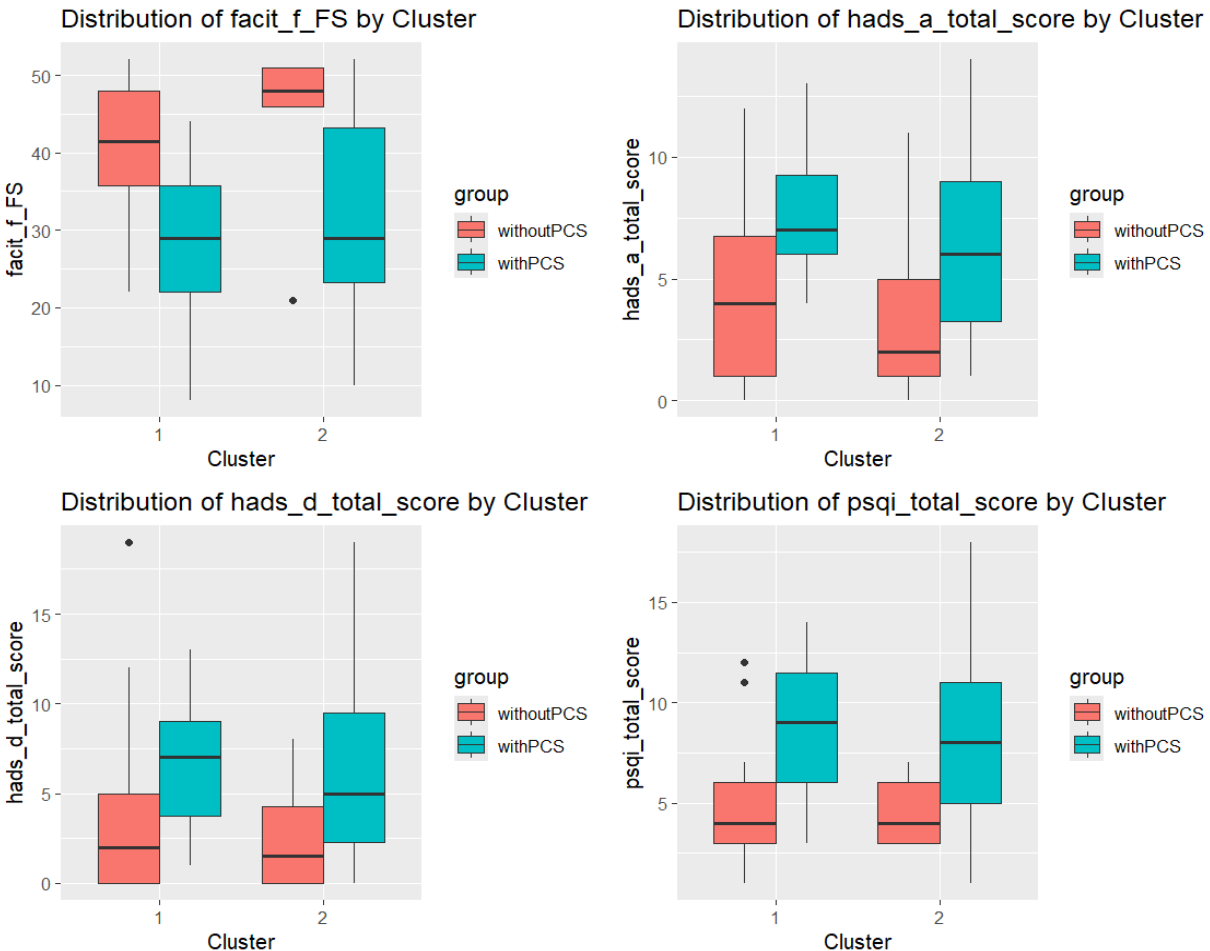 Distribution of facit_f_FS by Cluster
facit_f_FS
50
40
30
20
10
1 2
Cluster
group
withoutPCS
withPCS
Distribution of hads_a_total_score by Cluster
hads_a_total_score
10
5
0
1 2
Cluster
group
withoutPCS
withPCS
Distribution of hads_d_total_score by Cluster
hads_d_total_score
15
10
5
0
1 2
Cluster
group
withoutPCS
withPCS
Distribution of psqi_total_score by Cluster
psqi_total_score
15
10
5
1 2
Cluster
group
withoutPCS
withPCS